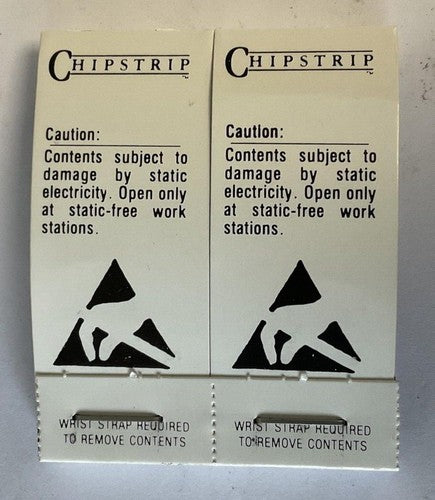 CHIPSTRIP™
Caution:
Contents subject to
damage by static
electricity. Open only
at static-free work
stations.
WRIST STRAP REQUIRED
TO REMOVE CONTENTS
CHIPSTRIP™
Caution:
Contents subject to
damage by static
electricity. Open only
at static-free work
stations.
WRIST STRAP REQUIRED
TO REMOVE CONTENTS